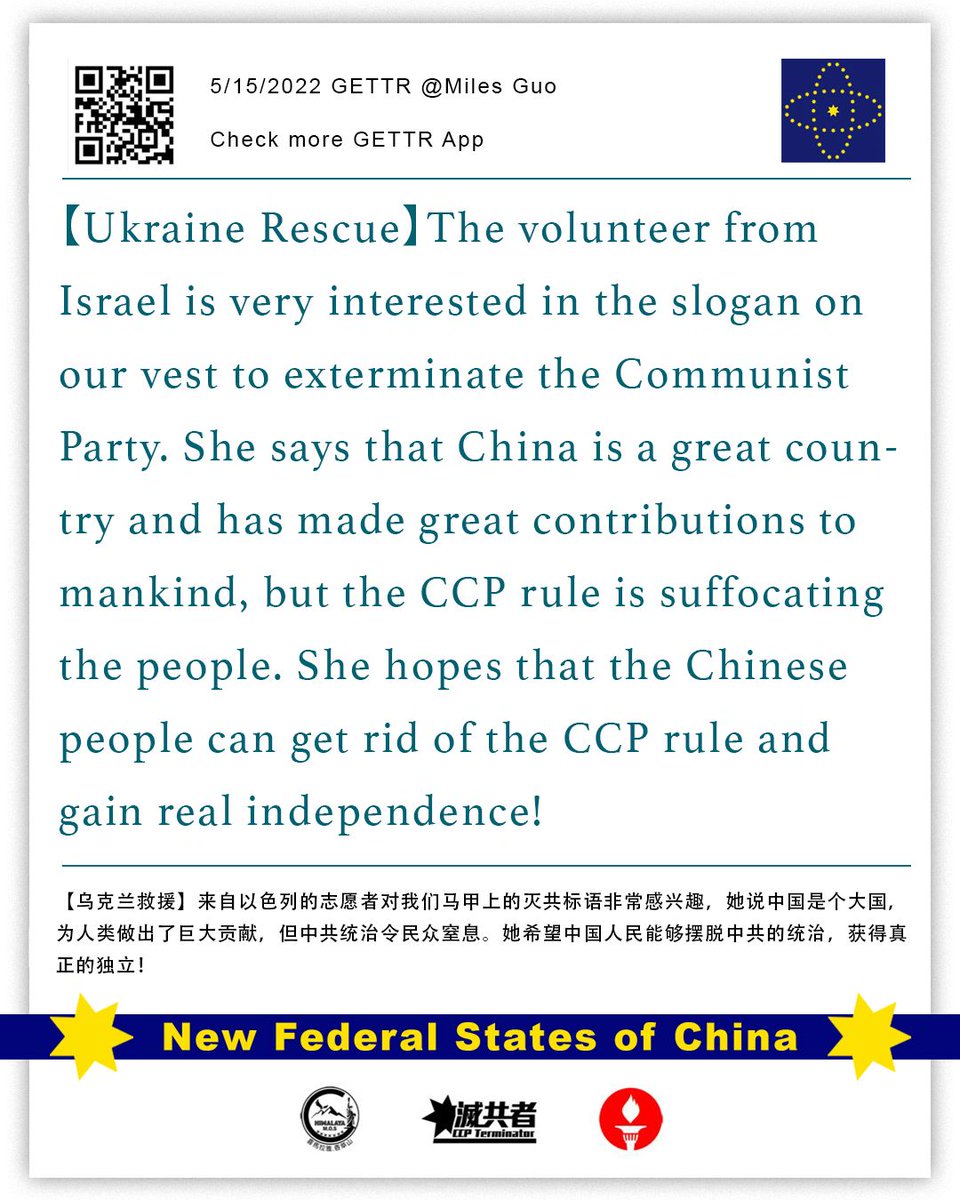 5/15/2022 GETTR @Miles Guo
Check more GETTR App
【Ukraine Rescue】The volunteer from
Israel is very interested in the slogan on
our vest to exterminate the Communist
Party. She says that China is a great coun-
try and has made great contributions to
mankind, but the CCP rule is suffocating
the people. She hopes that the Chinese
people can get rid of the CCP rule and
gain real independence!
【乌克兰救援】来自以色列的志愿者对我们马甲上的灭共标语非常感兴趣，她说中国是个大国，
为人类做出了巨大贡献，但中共统治令民众窒息。她希望中国人民能够摆脱中共的统治，获得真
正的独立！
New Federal States of China
HIMALAYA
M.O.S
滅共者
CCP Terminator